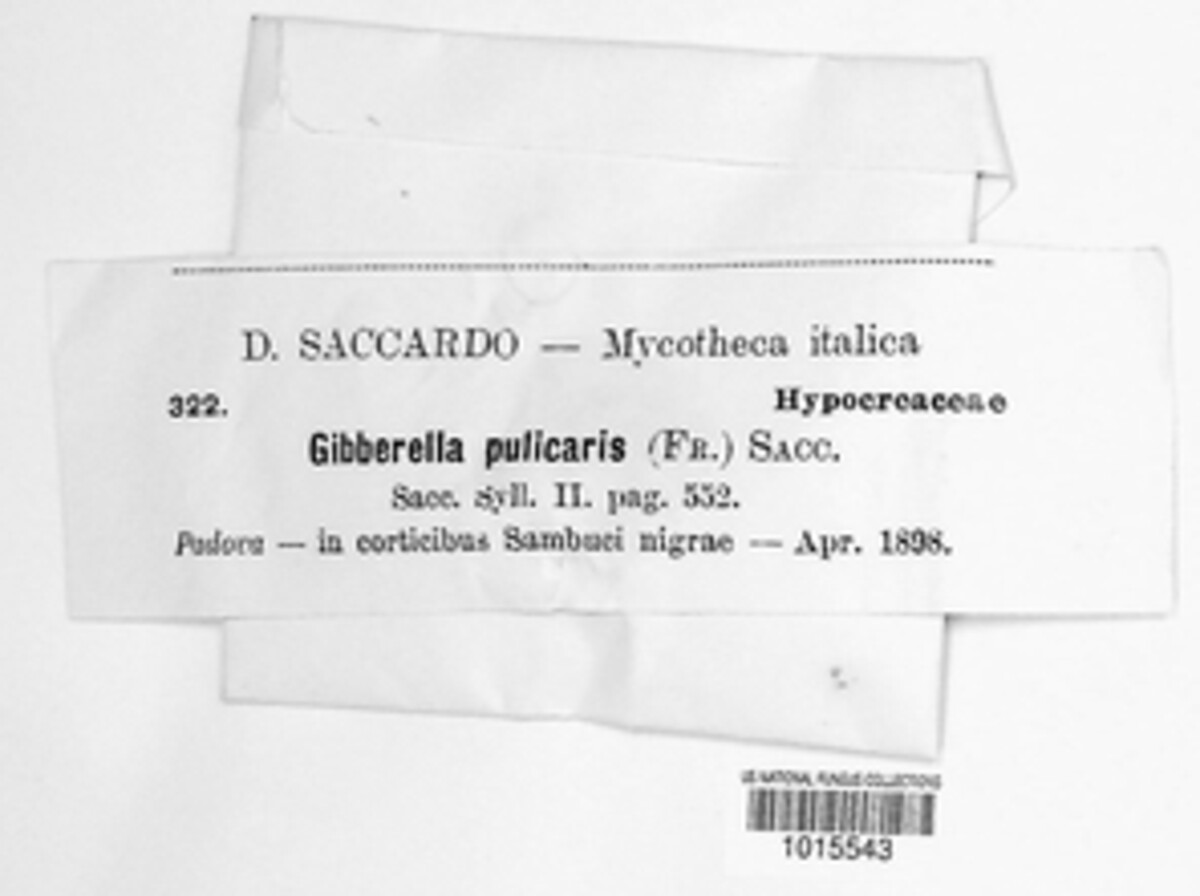 D. SACCARDO — Mycotheca italica
322. Hypocreaceae
Gibberella pulicaris (FR.) SACC.
Sacc. syll. II. pag. 552.
Padova — in corticibus Sambuci nigrae — Apr. 1898.
US NATIONAL FUNGUS COLLECTIONS
1015543